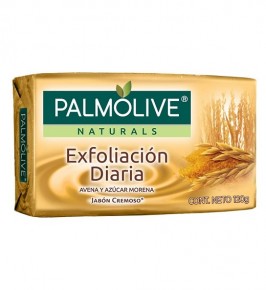 PALMOLIVE®
NATURALS
Exfoliación
Diaria
AVENA Y AZÚCAR MORENA
JABÓN CREMOSO*
CONT. NETO 120g